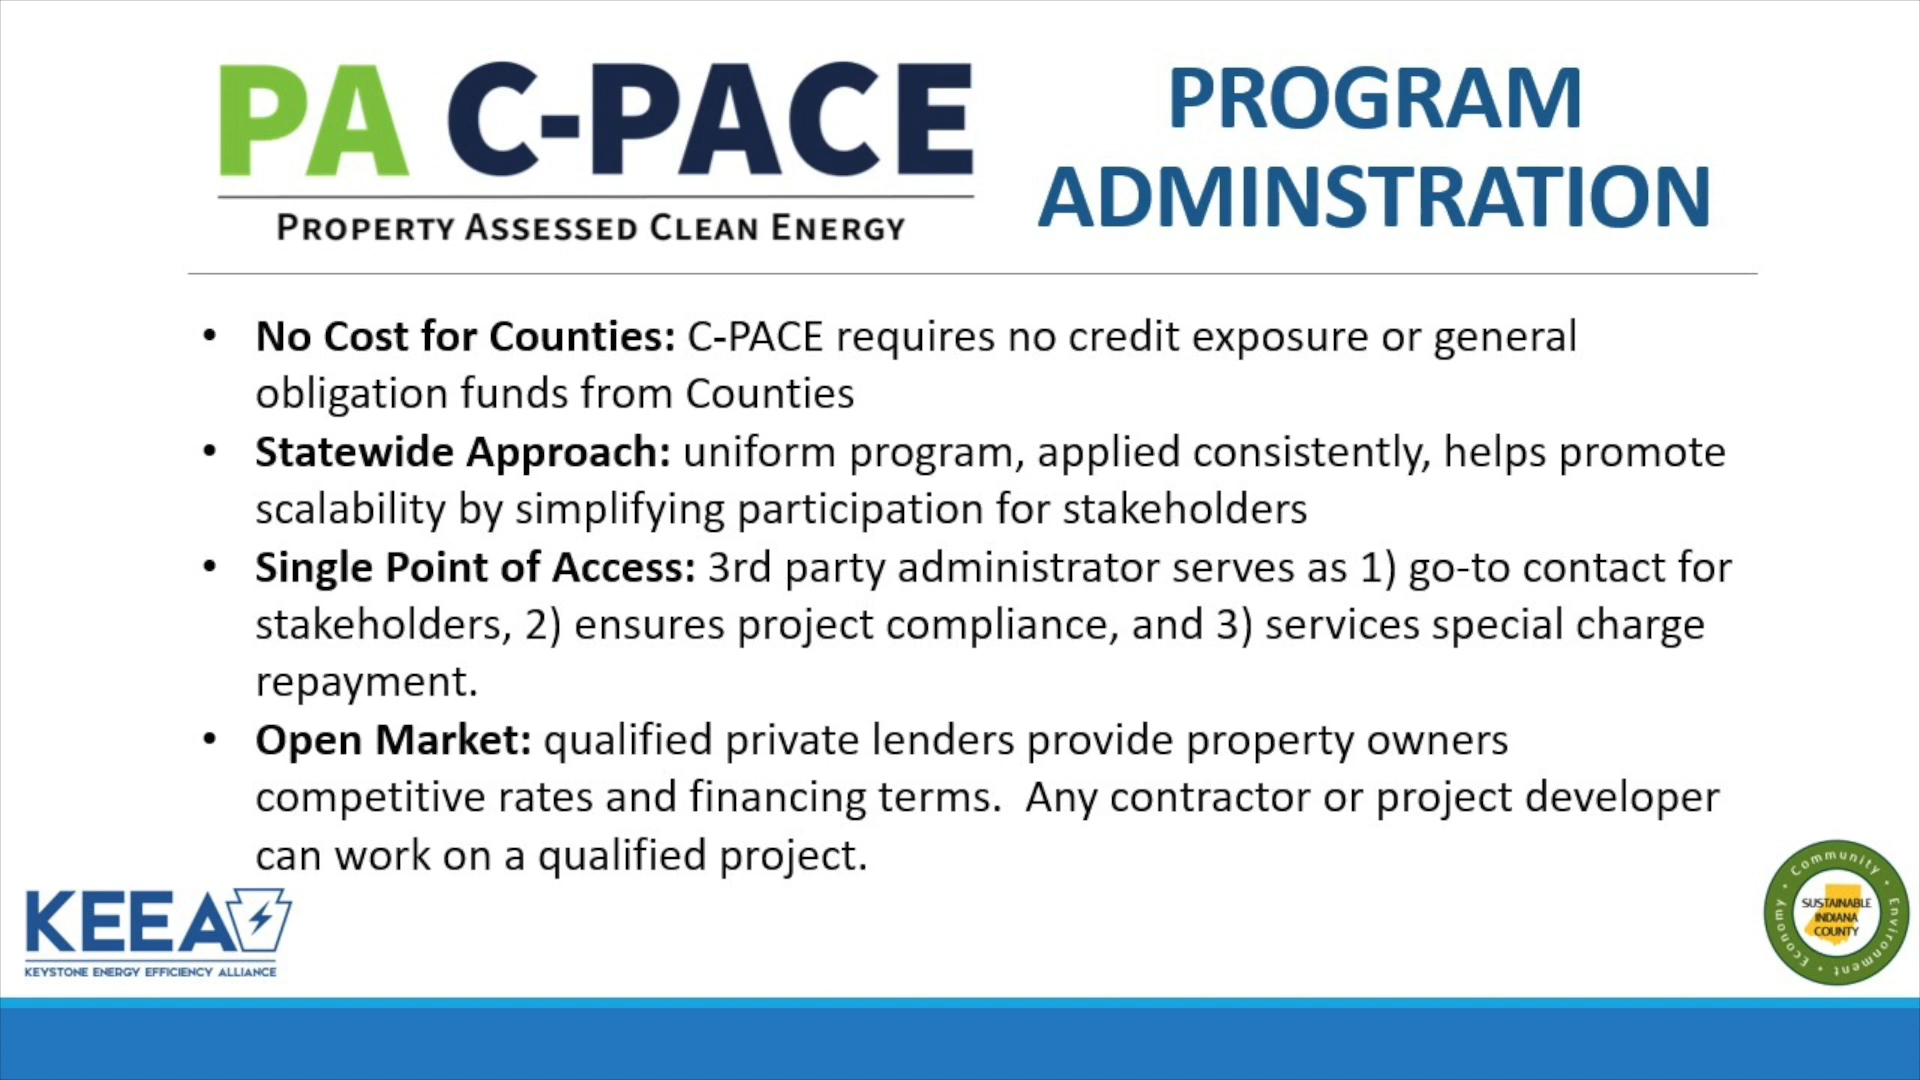 PA C-PACE
PROPERTY ASSESSED CLEAN ENERGY
PROGRAM
ADMINSTRATION
• No Cost for Counties: C-PACE requires no credit exposure or general
obligation funds from Counties
• Statewide Approach: uniform program, applied consistently, helps promote
scalability by simplifying participation for stakeholders
• Single Point of Access: 3rd party administrator serves as 1) go-to contact for
stakeholders, 2) ensures project compliance, and 3) services special charge
repayment.
• Open Market: qualified private lenders provide property owners
competitive rates and financing terms.  Any contractor or project developer
can work on a qualified project.
KEEA
KEYSTONE ENERGY EFFICIENCY ALLIANCE
Community • Environment • Economy •
SUSTAINABLE
INDIANA
COUNTY